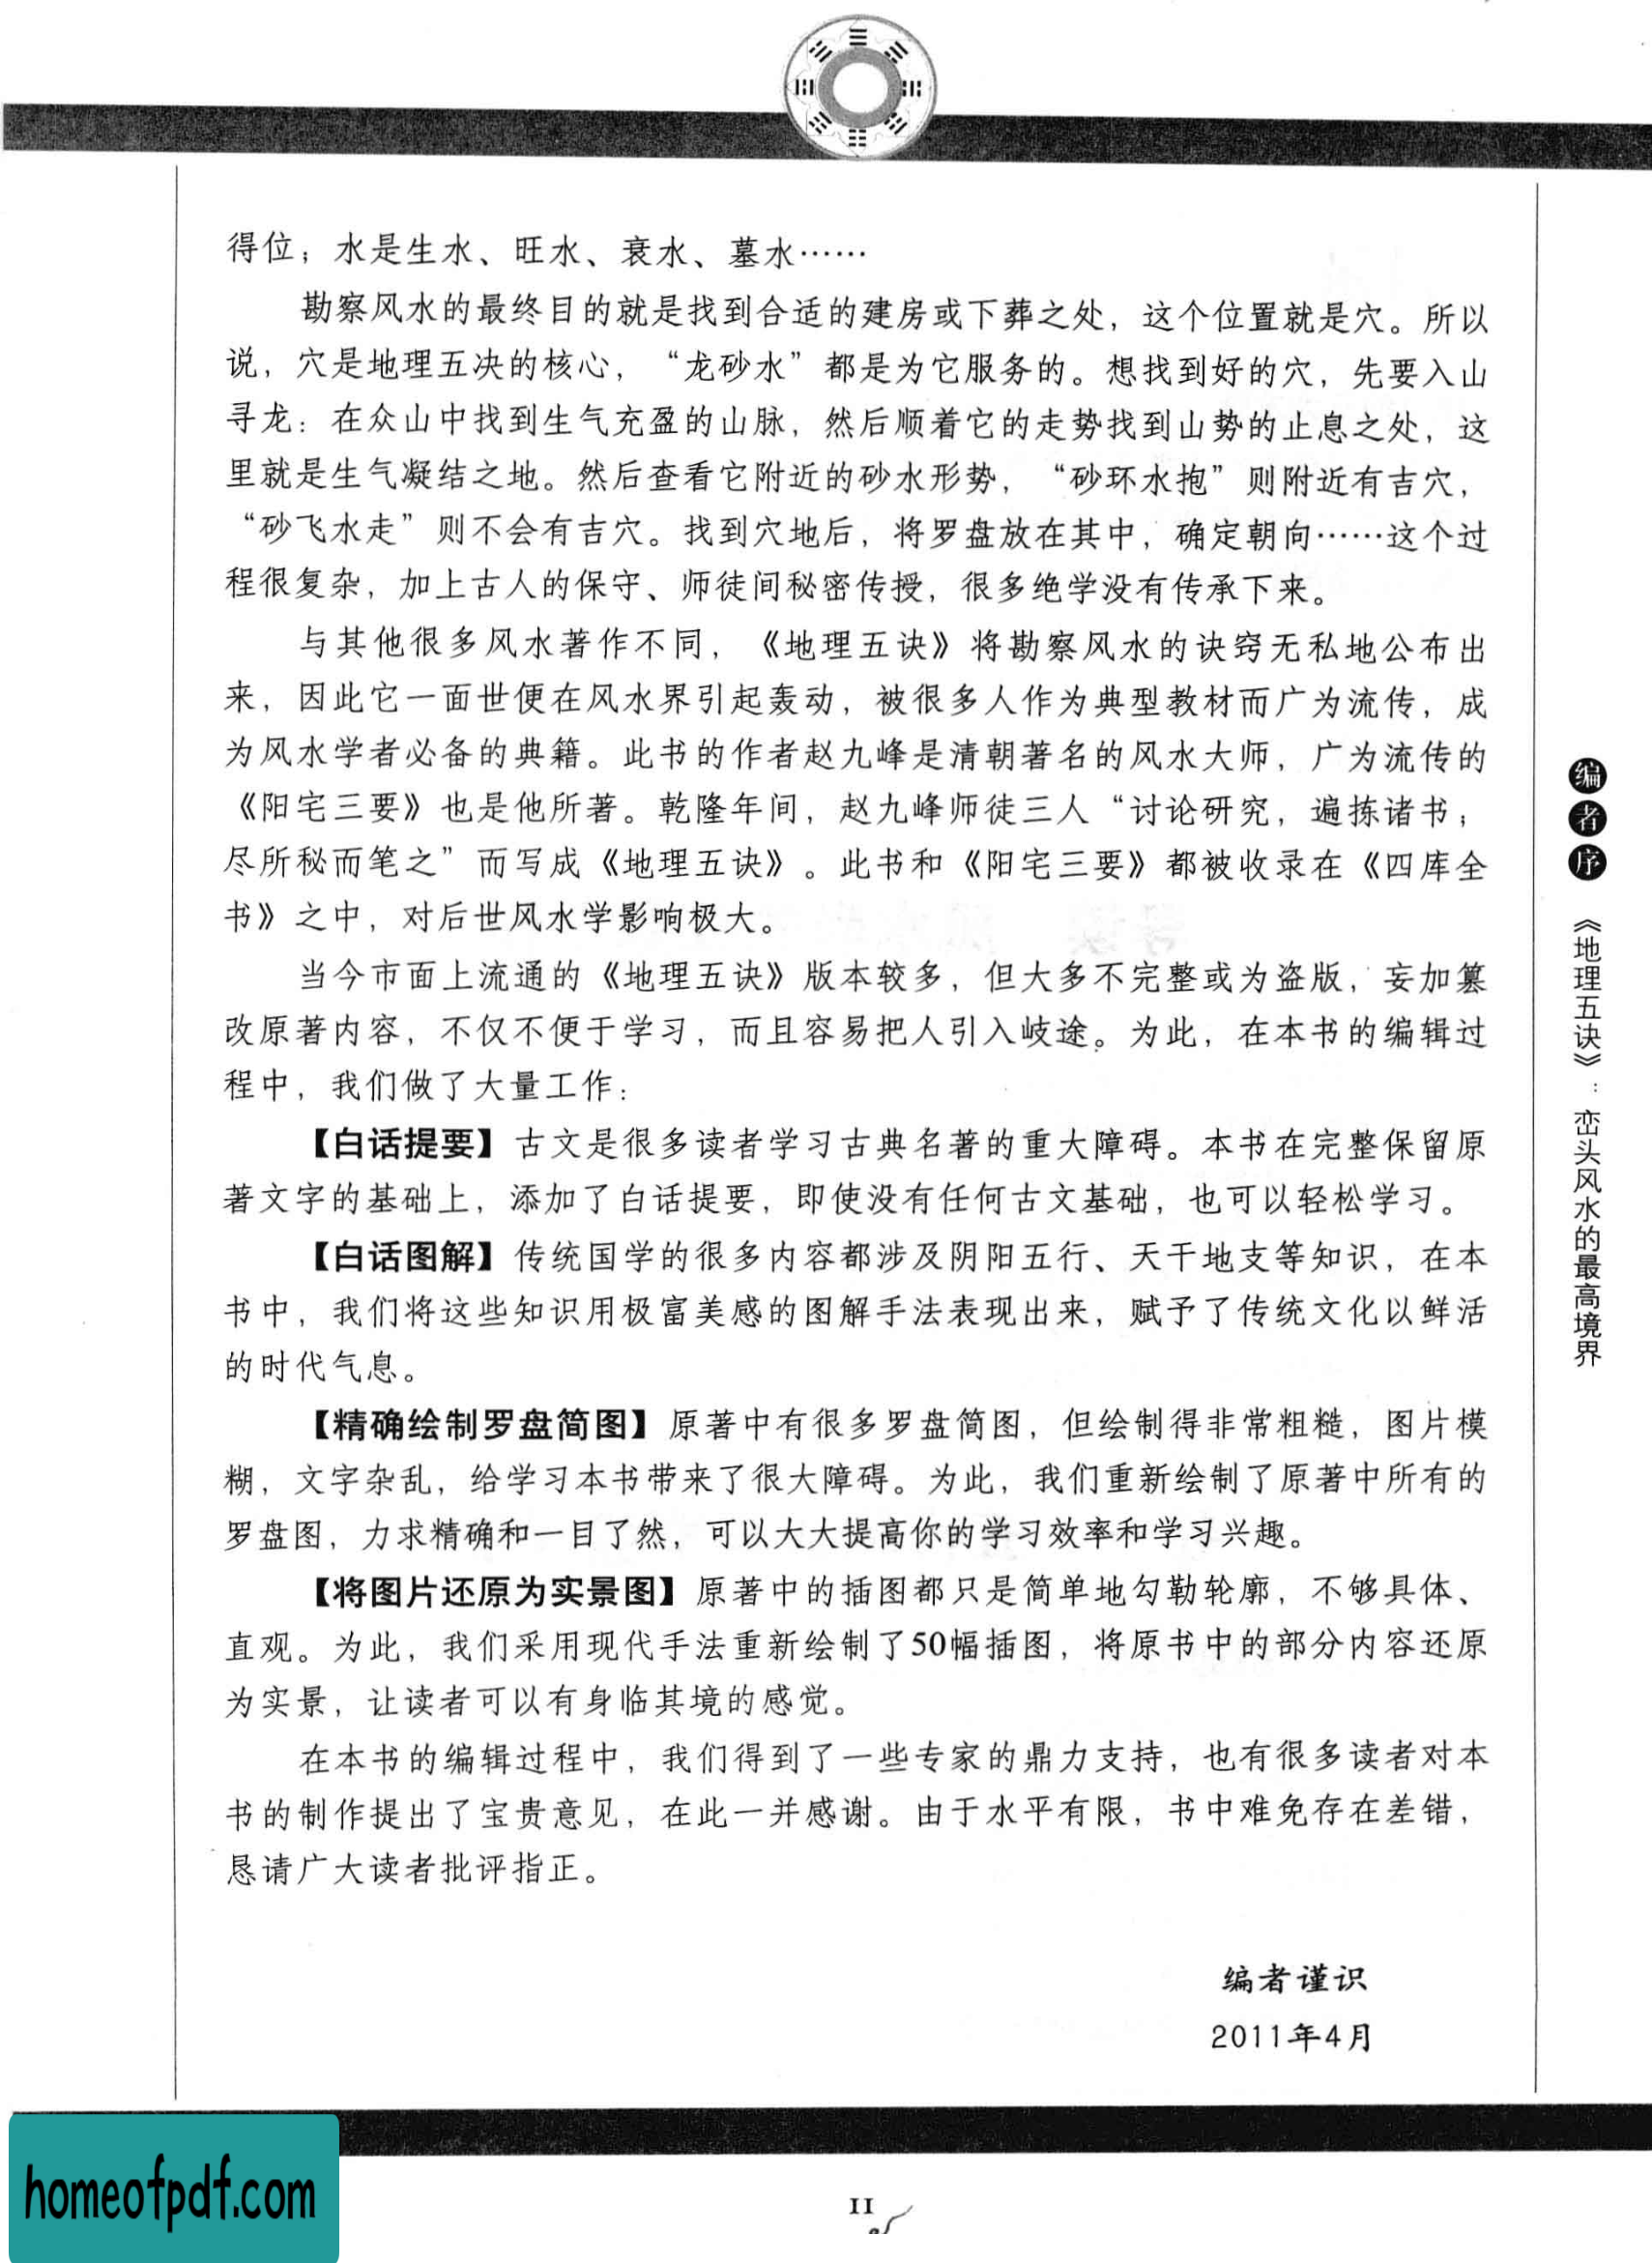 得位；水是生水、旺水、衰水、墓水……
勘察风水的最终目的就是找到合适的建房或下葬之处，这个位置就是穴。所以
说，穴是地理五决的核心，“龙砂水”都是为它服务的。想找到好的穴，先要入山
寻龙：在众山中找到生气充盈的山脉，然后顺着它的走势找到山势的止息之处，这
里就是生气凝结之地。然后查看它附近的砂水形势，“砂环水抱”则附近有吉穴，
“砂飞水走”则不会有吉穴。找到穴地后，将罗盘放在其中，确定朝向……这个过
程很复杂，加上古人的保守、师徒间秘密传授，很多绝学没有传承下来。
与其他很多风水著作不同，《地理五诀》将勘察风水的诀窍无私地公布出
来，因此它一面世便在风水界引起轰动，被很多人作为典型教材而广为流传，成
为风水学者必备的典籍。此书的作者赵九峰是清朝著名的风水大师，广为流传的
《阳宅三要》也是他所著。乾隆年间，赵九峰师徒三人“讨论研究，遍拣诸书；
尽所秘而笔之”而写成《地理五诀》。此书和《阳宅三要》都被收录在《四库全
书》之中，对后世风水学影响极大。
当今市面上流通的《地理五诀》版本较多，但大多不完整或为盗版，妄加篡
改原著内容，不仅不便于学习，而且容易把人引入歧途。为此，在本书的编辑过
程中，我们做了大量工作：
【白话提要】古文是很多读者学习古典名著的重大障碍。本书在完整保留原
著文字的基础上，添加了白话提要，即使没有任何古文基础，也可以轻松学习。
【白话图解】传统国学的很多内容都涉及阴阳五行、天干地支等知识，在本
书中，我们将这些知识用极富美感的图解手法表现出来，赋予了传统文化以鲜活
的时代气息。
【精确绘制罗盘简图】原著中有很多罗盘简图，但绘制得非常粗糙，图片模
糊，文字杂乱，给学习本书带来了很大障碍。为此，我们重新绘制了原著中所有的
罗盘图，力求精确和一目了然，可以大大提高你的学习效率和学习兴趣。
【将图片还原为实景图】原著中的插图都只是简单地勾勒轮廓，不够具体、
直观。为此，我们采用现代手法重新绘制了50幅插图，将原书中的部分内容还原
为实景，让读者可以有身临其境的感觉。
在本书的编辑过程中，我们得到了一些专家的鼎力支持，也有很多读者对本
书的制作提出了宝贵意见，在此一并感谢。由于水平有限，书中难免存在差错，
恳请广大读者批评指正。
编者谨识
2011年4月
编者序 《地理五诀》：峦头风水的最高境界
II
homeofpdf.com